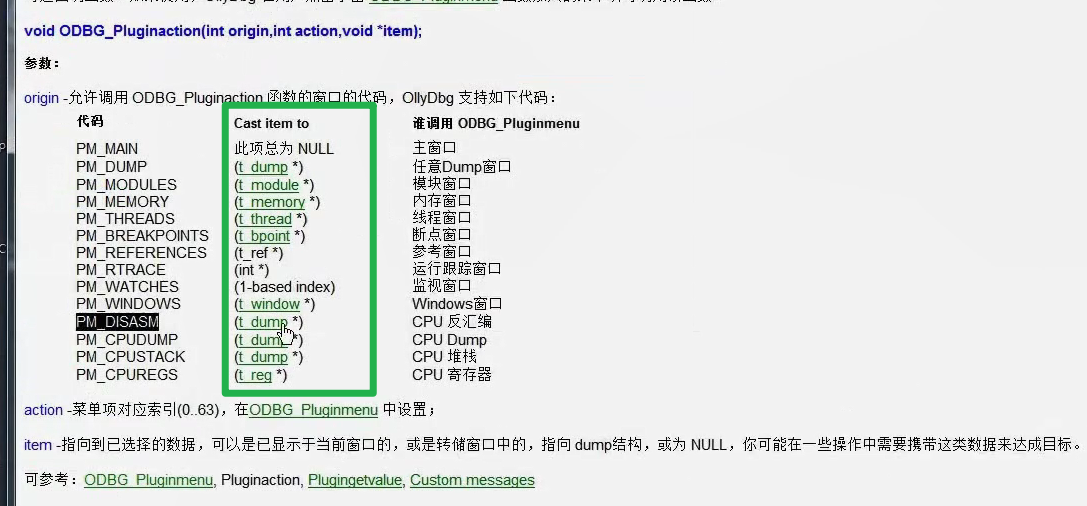 void ODBG_Pluginaction(int origin,int action,void *item);
参数：
origin -允许调用 ODBG_Pluginaction 函数的窗口的代码，OllyDbg 支持如下代码：
代码 Cast item to 谁调用 ODBG_Pluginmenu
PM_MAIN 此项总为 NULL 主窗口
PM_DUMP (t_dump *) 任意Dump窗口
PM_MODULES (t_module *) 模块窗口
PM_MEMORY (t_memory *) 内存窗口
PM_THREADS (t_thread *) 线程窗口
PM_BREAKPOINTS (t_bpoint *) 断点窗口
PM_REFERENCES (t_ref *) 参考窗口
PM_RTRACE (int *) 运行跟踪窗口
PM_WATCHES (1-based index) 监视窗口
PM_WINDOWS (t_window *) Windows窗口
PM_DISASM (t_dump *) CPU 反汇编
PM_CPUDUMP (t_dump *) CPU Dump
PM_CPUSTACK (t_dump *) CPU 堆栈
PM_CPUREGS (t_reg *) CPU 寄存器
action -菜单项对应索引(0..63)，在ODBG_Pluginmenu 中设置；
item -指向到已选择的数据，可以是已显示于当前窗口的，或是转储窗口中的，指向 dump结构，或为 NULL，你可能在一些操作中需要携带这类数据来达成目标。
可参考：ODBG_Pluginmenu, Pluginaction, Plugingetvalue, Custom messages